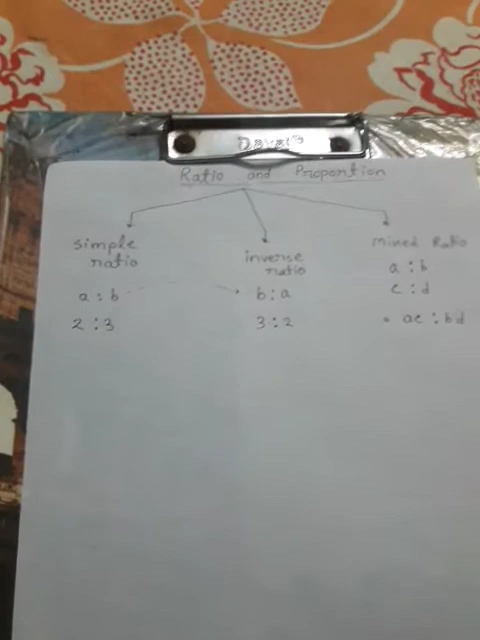 Ratio and Proportion
simple
ratio
a : b
2 : 3
inverse
ratio
b : a
3 : 2
Mixed Ratio
a : b
c : d
ac : bd